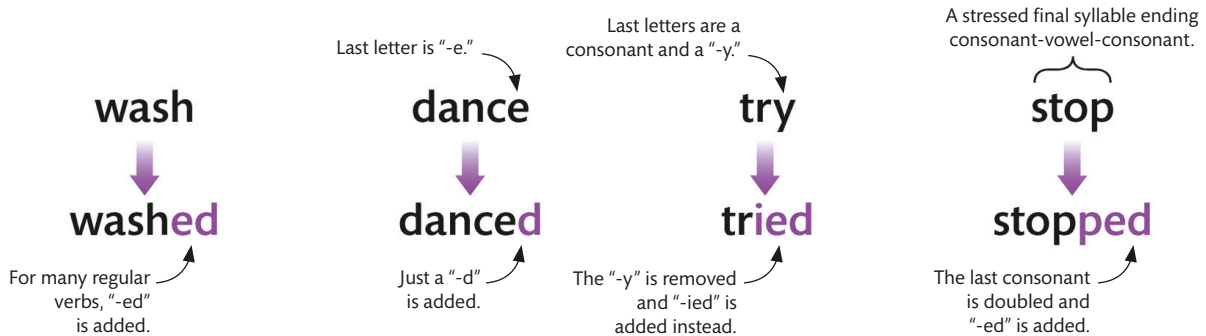 Last letter is “-e.”
Last letters are a
consonant and a “-y.”
A stressed final syllable ending
consonant-vowel-consonant.
wash
dance
try
stop
washed
danced
tried
stopped
For many regular
verbs, “-ed”
is added.
Just a “-d”
is added.
The “-y” is removed
and “-ied” is
added instead.
The last consonant
is doubled and
“-ed” is added.